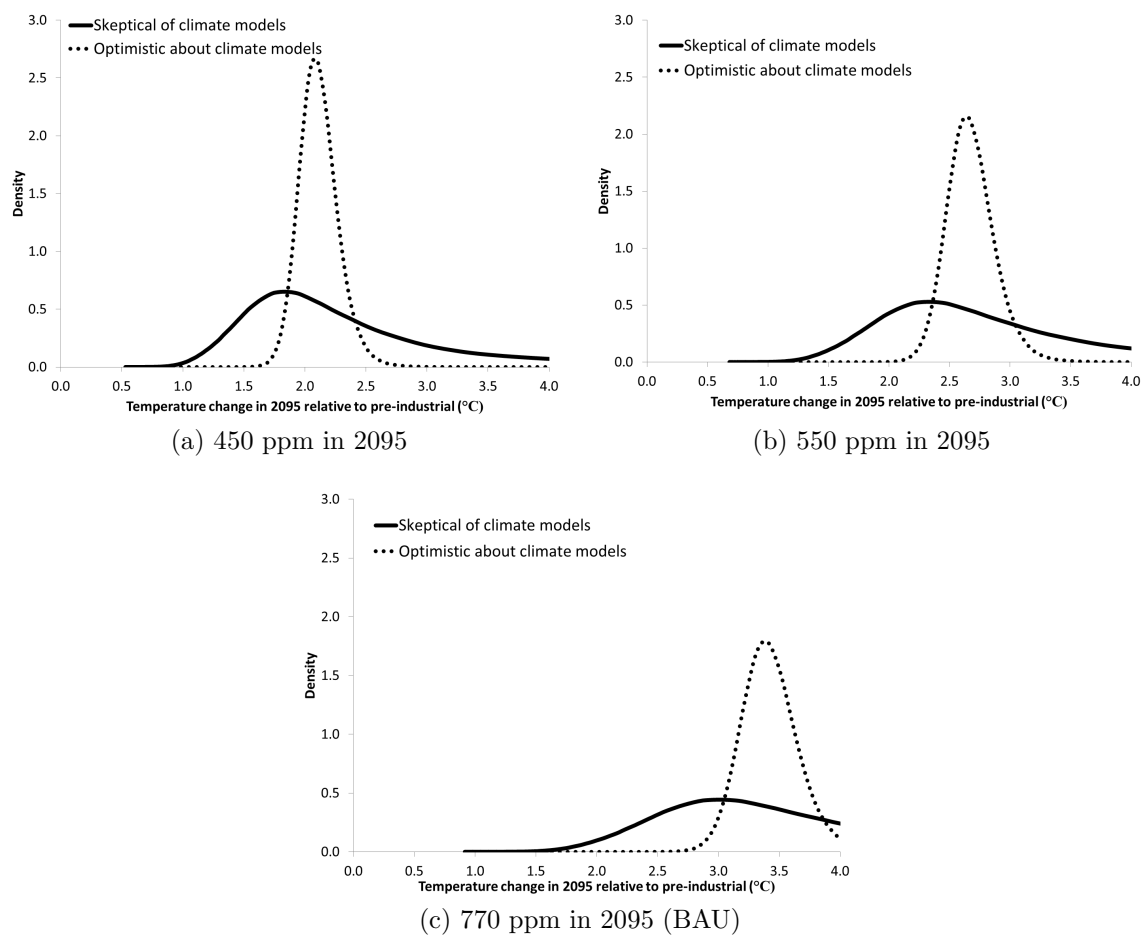 3.0
Skeptical of climate models
Optimistic about climate models
2.5
2.0
1.5
1.0
0.5
0.0
Density
0.0 0.5 1.0 1.5 2.0 2.5 3.0 3.5 4.0
Temperature change in 2095 relative to pre-industrial (°C)
(a) 450 ppm in 2095
3.0
Skeptical of climate models
Optimistic about climate models
2.5
2.0
1.5
1.0
0.5
0.0
Density
0.0 0.5 1.0 1.5 2.0 2.5 3.0 3.5 4.0
Temperature change in 2095 relative to pre-industrial (°C)
(b) 550 ppm in 2095
3.0
Skeptical of climate models
Optimistic about climate models
2.5
2.0
1.5
1.0
0.5
0.0
Density
0.0 0.5 1.0 1.5 2.0 2.5 3.0 3.5 4.0
Temperature change in 2095 relative to pre-industrial (°C)
(c) 770 ppm in 2095 (BAU)